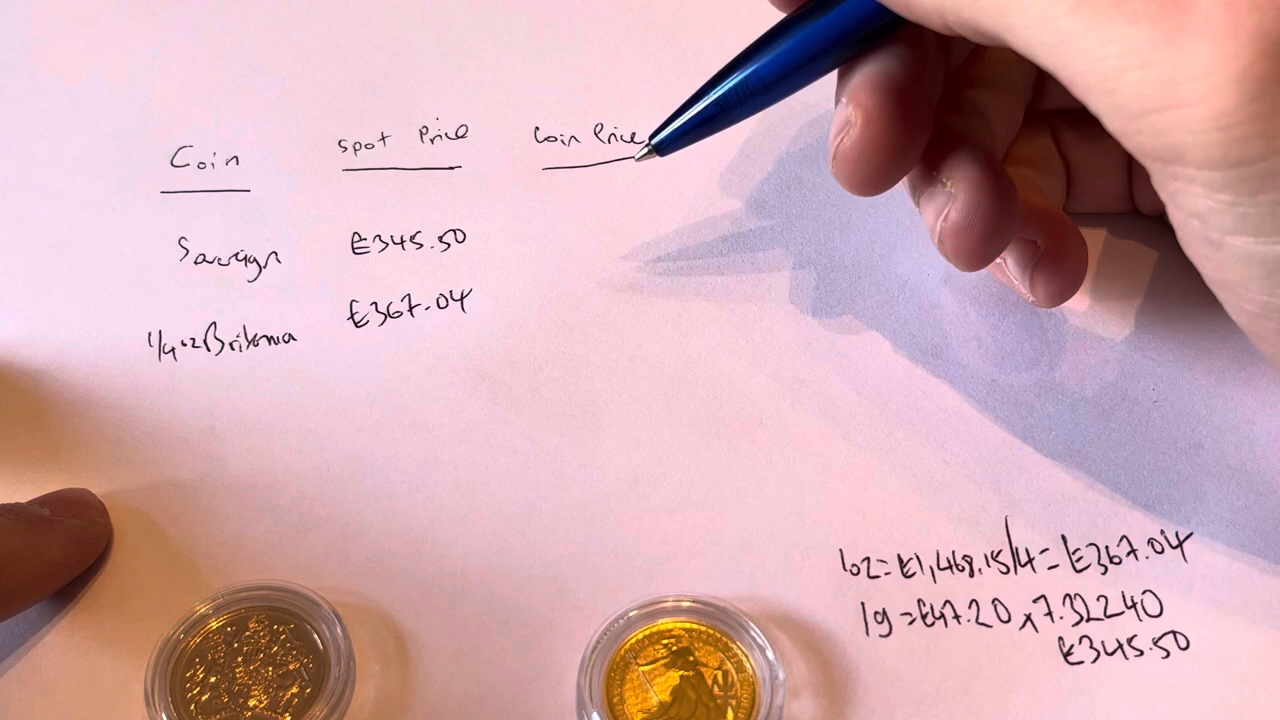 Coin Spot Price Coin Price
Sovereign £345.50
1/4oz Britannia £367.04
1oz = £1,468.15/4 = £367.04
1g = £47.20 x 7.32240
£345.50